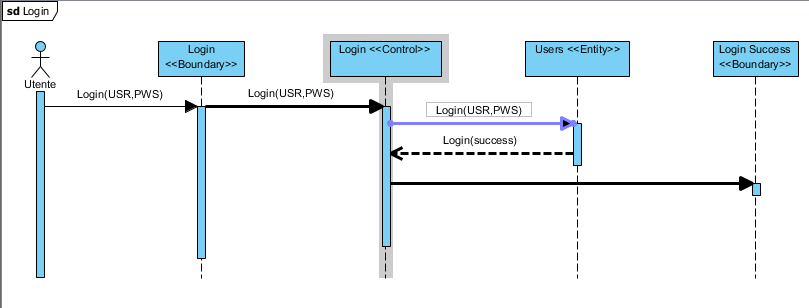 sd Login
Login
<<Boundary>>
Login <<Control>>
Users <<Entity>>
Login Success
<<Boundary>>
Utente
Login(USR,PWS)
Login(USR,PWS)
Login(USR,PWS)
Login(success)